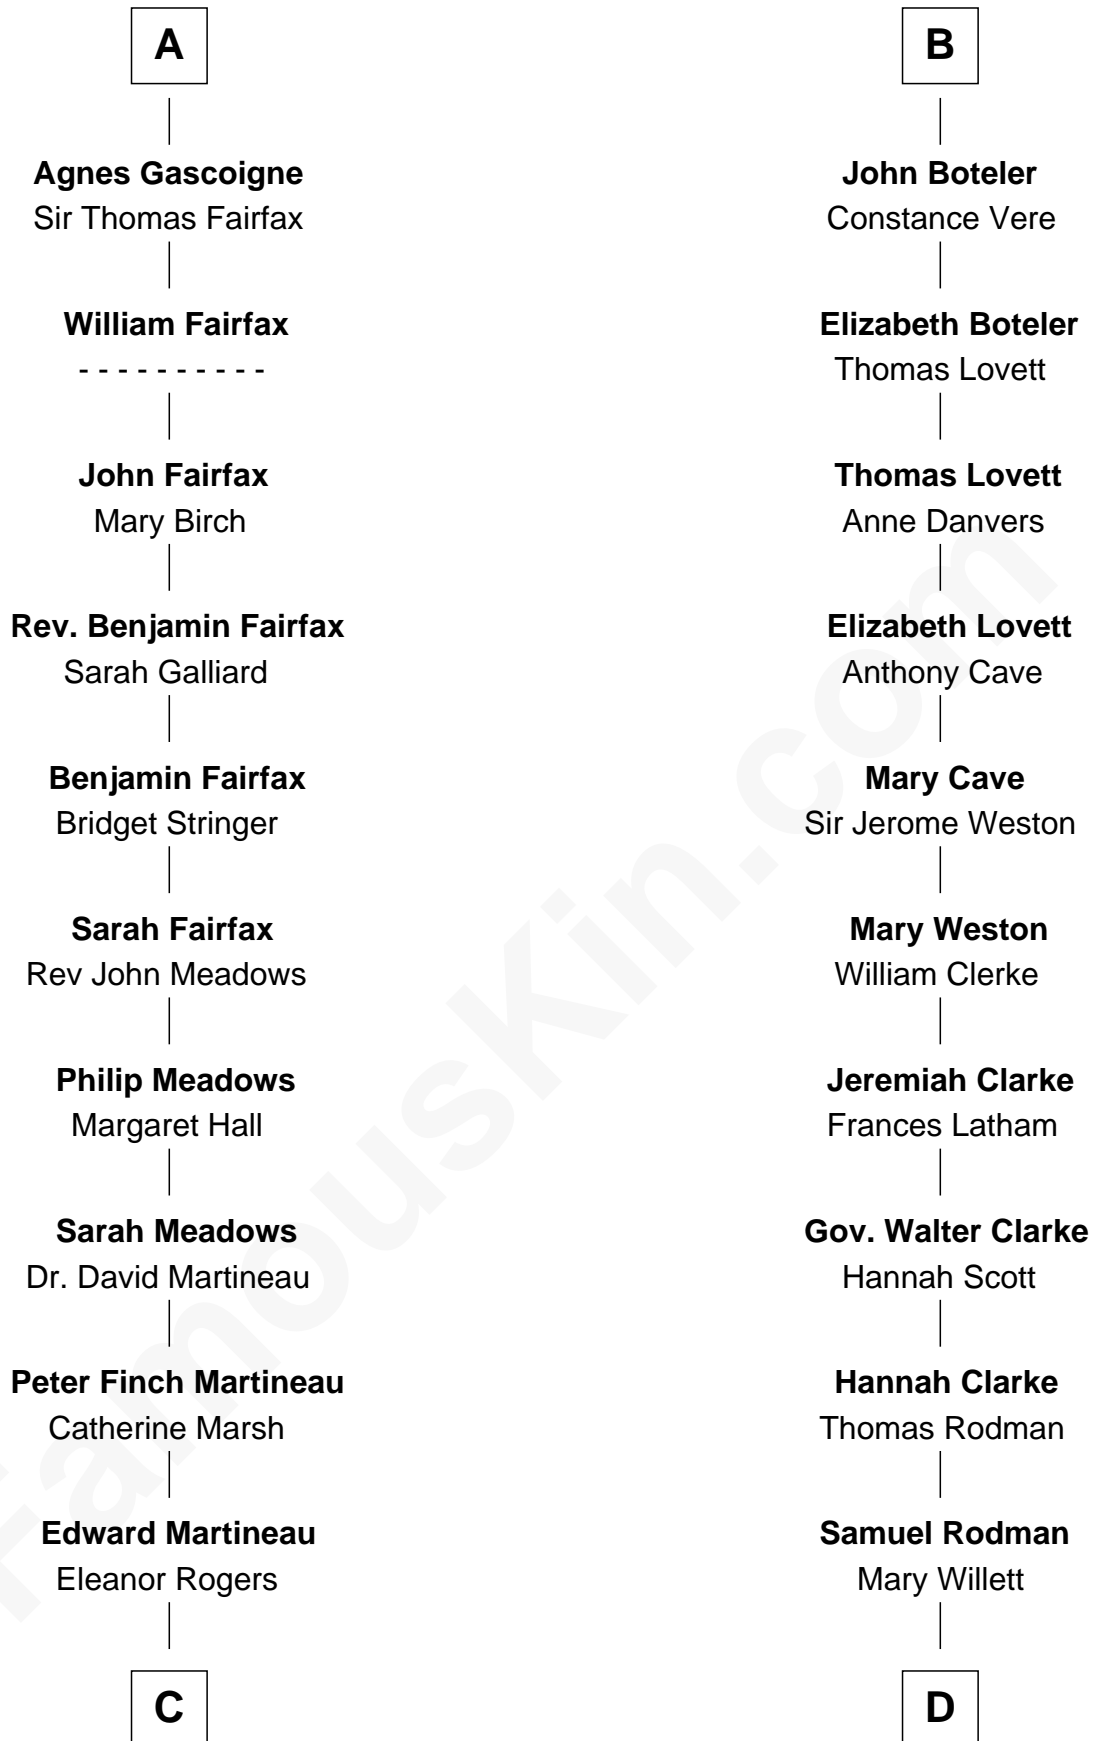 A
Agnes Gascoigne
Sir Thomas Fairfax
William Fairfax
- - - - - - - - - -
John Fairfax
Mary Birch
Rev. Benjamin Fairfax
Sarah Galliard
Benjamin Fairfax
Bridget Stringer
Sarah Fairfax
Rev John Meadows
Philip Meadows
Margaret Hall
Sarah Meadows
Dr. David Martineau
Peter Finch Martineau
Catherine Marsh
Edward Martineau
Eleanor Rogers
C
B
John Boteler
Constance Vere
Elizabeth Boteler
Thomas Lovett
Thomas Lovett
Anne Danvers
Elizabeth Lovett
Anthony Cave
Mary Cave
Sir Jerome Weston
Mary Weston
William Clerke
Jeremiah Clarke
Frances Latham
Gov. Walter Clarke
Hannah Scott
Hannah Clarke
Thomas Rodman
Samuel Rodman
Mary Willett
D
FamousKin.com